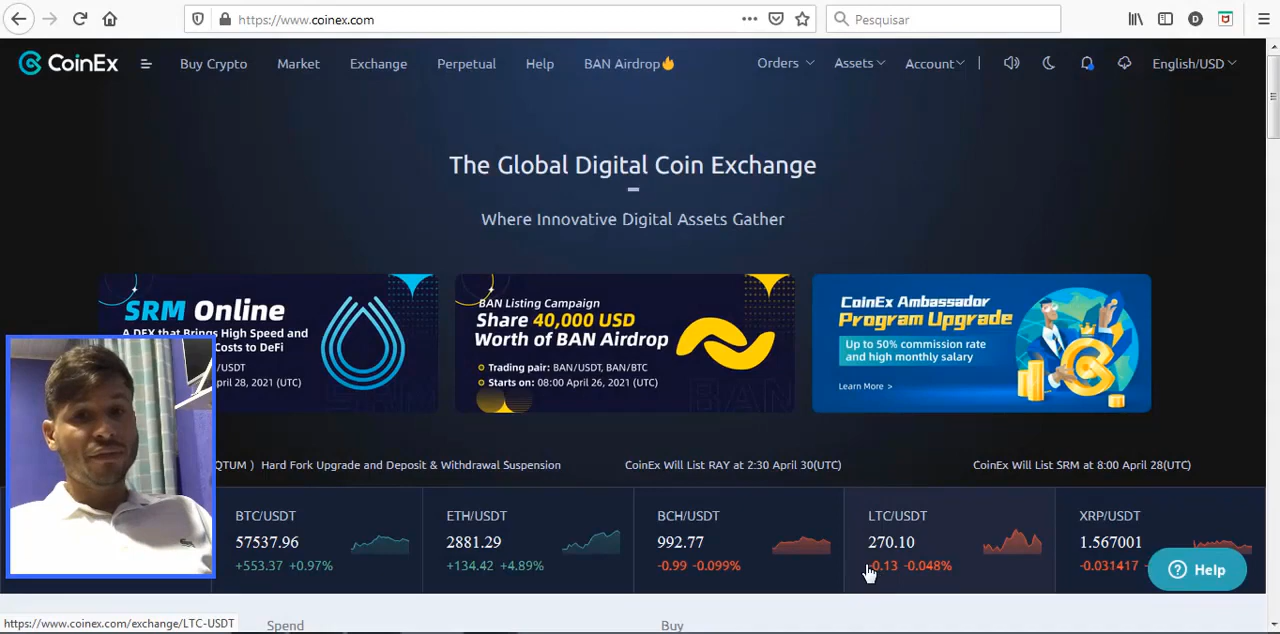 https://www.coinex.com
Pesquisar
CoinEx
Buy Crypto
Market
Exchange
Perpetual
Help
BAN Airdrop
Orders
Assets
Account
English/USD
The Global Digital Coin Exchange
Where Innovative Digital Assets Gather
SRM Online
A DEX that Brings High Speed and
Costs to DeFi
/USDT
pril 28, 2021 (UTC)
BAN Listing Campaign
Share 40,000 USD
Worth of BAN Airdrop
Trading pair: BAN/USDT, BAN/BTC
Starts on: 08:00 April 26, 2021 (UTC)
CoinEx Ambassador
Program Upgrade
Up to 50% commission rate
and high monthly salary
Learn More >
QTUM ) Hard Fork Upgrade and Deposit & Withdrawal Suspension
CoinEx Will List RAY at 2:30 April 30(UTC)
CoinEx Will List SRM at 8:00 April 28(UTC)
BTC/USDT
57537.96
+553.37 +0.97%
ETH/USDT
2881.29
+134.42 +4.89%
BCH/USDT
992.77
-0.99 -0.099%
LTC/USDT
270.10
-0.13 -0.048%
XRP/USDT
1.567001
-0.031417
Help
https://www.coinex.com/exchange/LTC-USDT
Spend
Buy